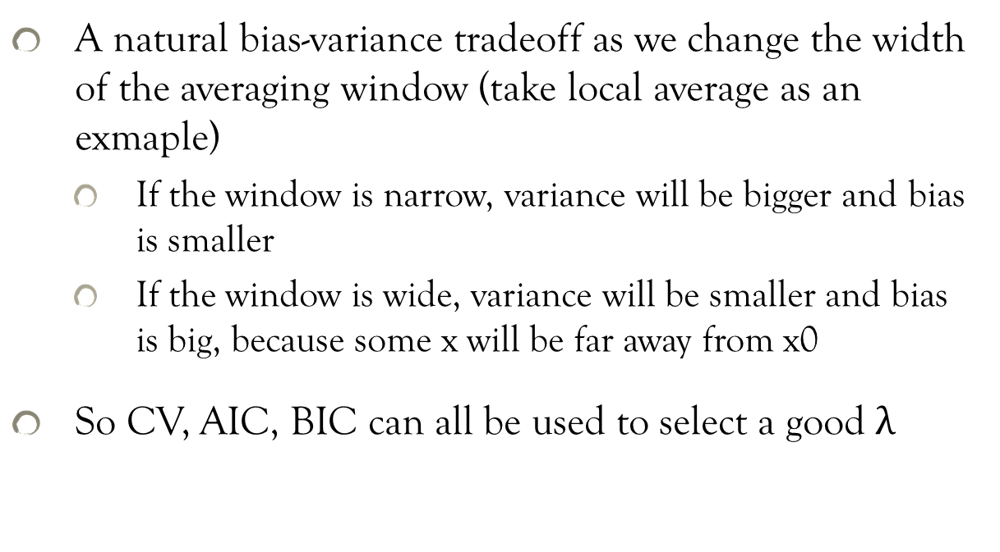 A natural bias-variance tradeoff as we change the width
of the averaging window (take local average as an
exmaple)
If the window is narrow, variance will be bigger and bias
is smaller
If the window is wide, variance will be smaller and bias
is big, because some x will be far away from x0
So CV, AIC, BIC can all be used to select a good λ